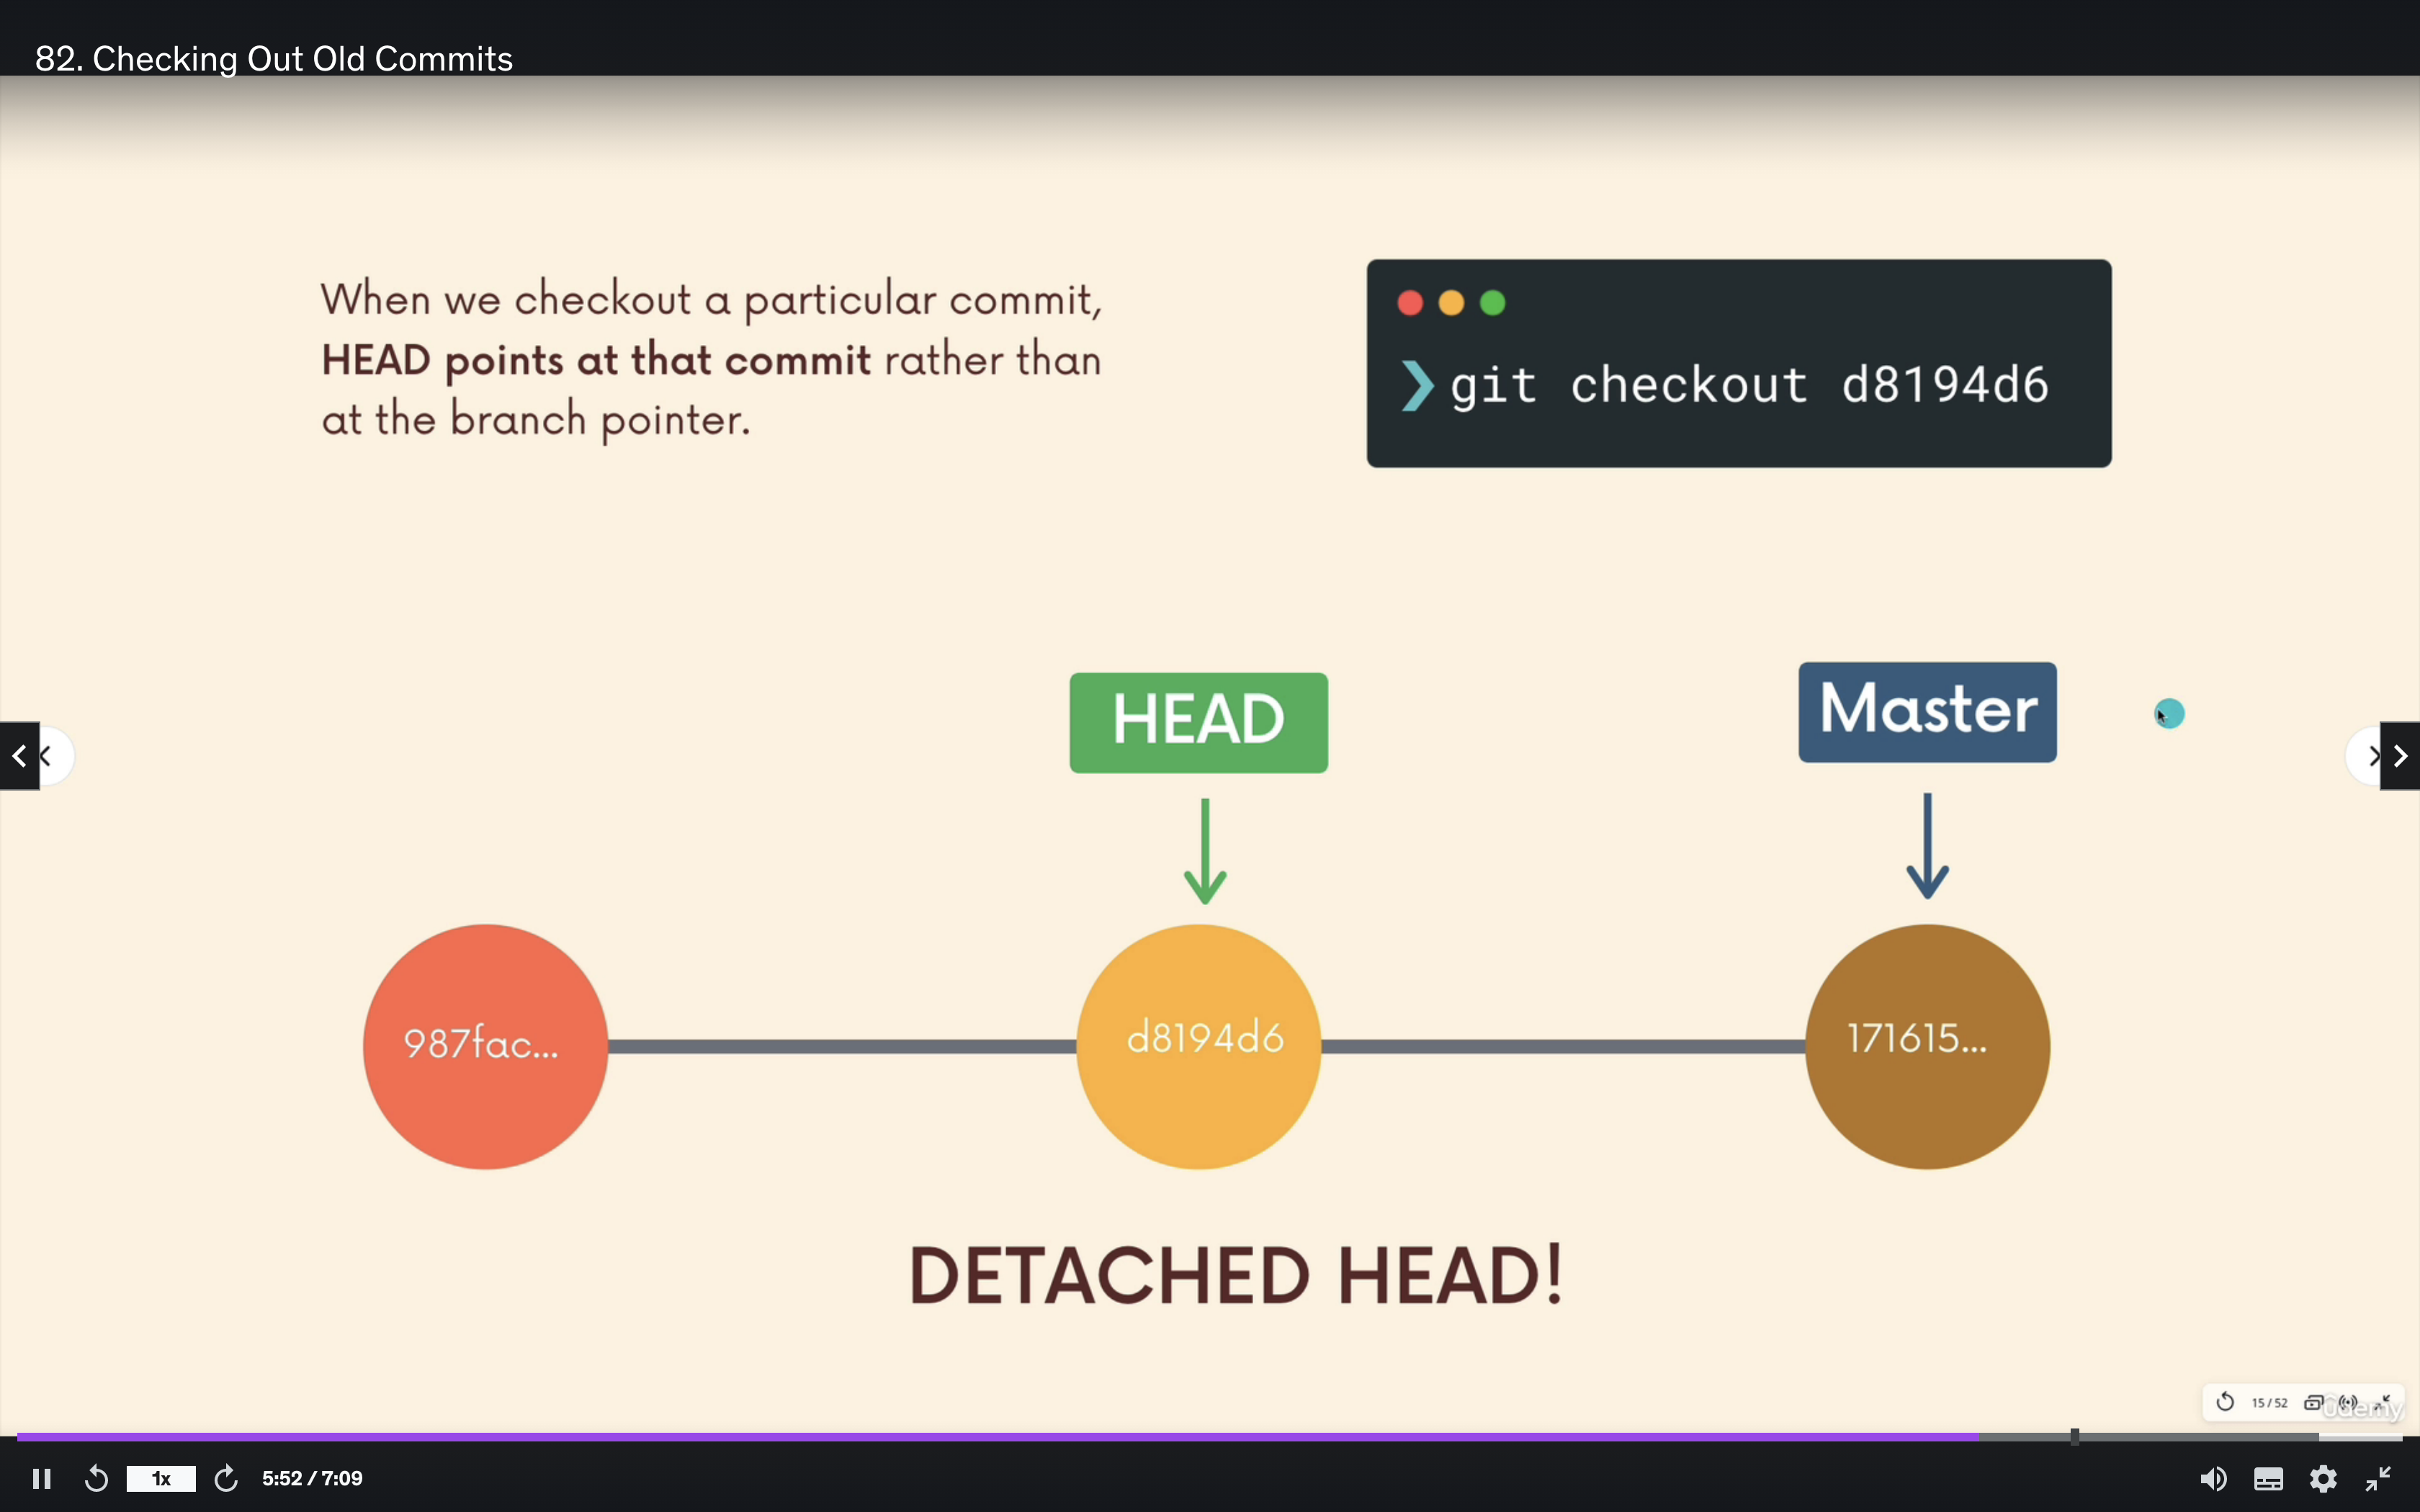 82. Checking Out Old Commits
When we checkout a particular commit,
HEAD points at that commit rather than
at the branch pointer.
❯ git checkout d8194d6
HEAD
Master
987fac...
d8194d6
171615...
DETACHED HEAD!
15 / 52
udemy
1x
5:52 / 7:09